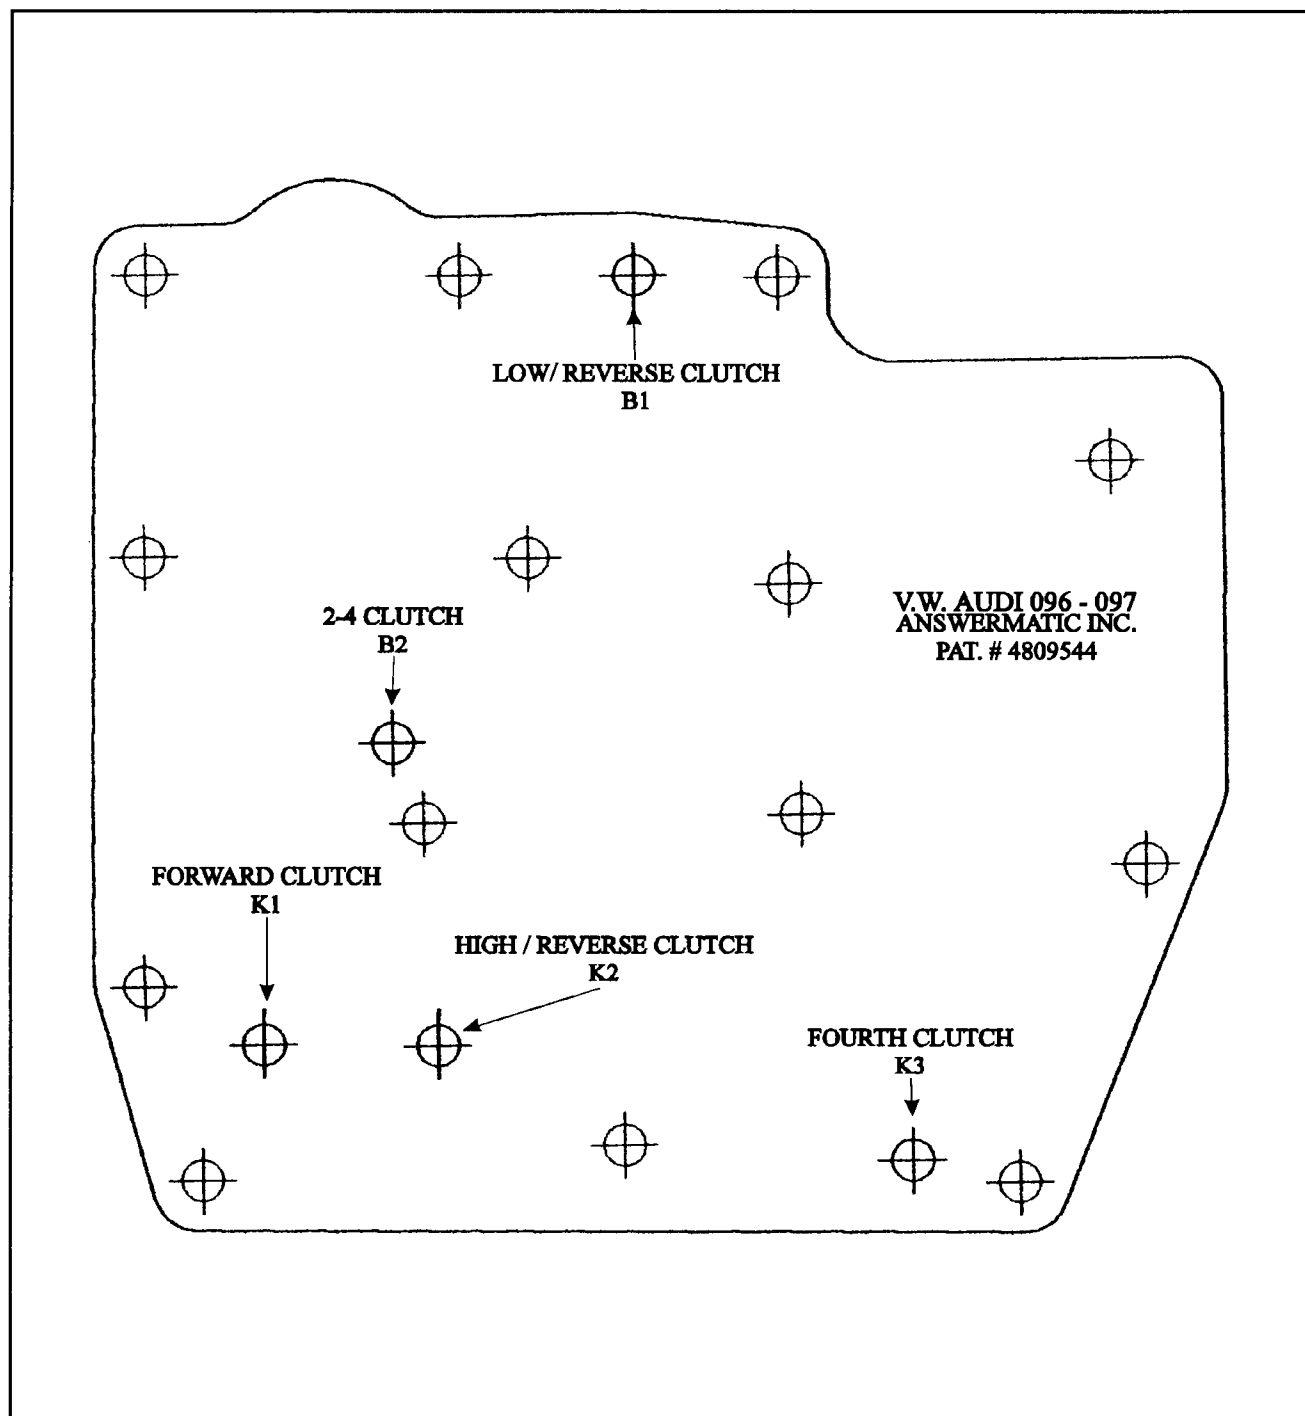 LOW/ REVERSE CLUTCH
B1
V.W. AUDI 096 - 097
ANSWERMATIC INC.
PAT. # 4809544
2-4 CLUTCH
B2
FORWARD CLUTCH
K1
HIGH / REVERSE CLUTCH
K2
FOURTH CLUTCH
K3